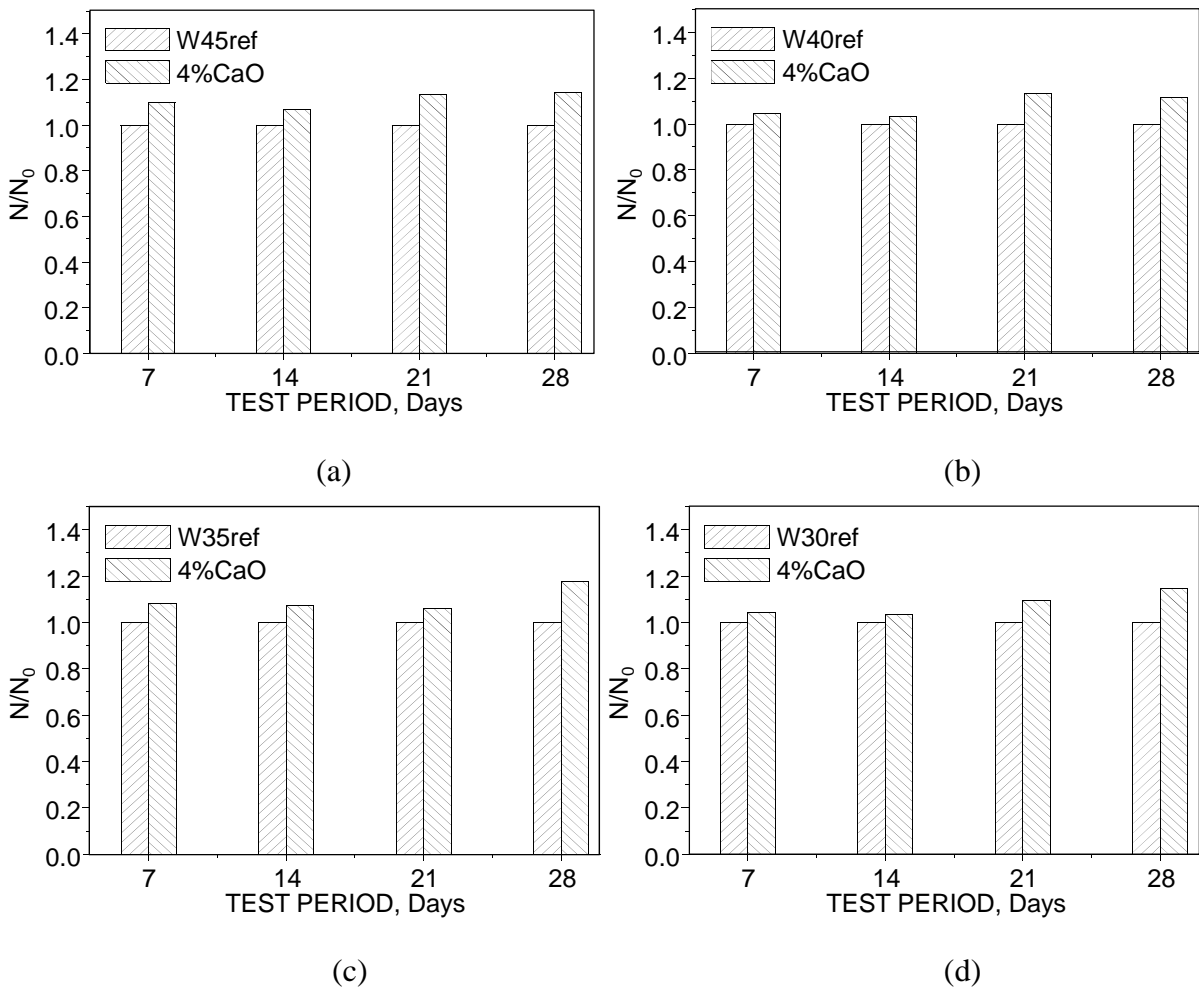 1.4
1.2
1.0
0.8
0.6
0.4
0.2
0.0
N/N₀
W45ref
4%CaO
7 14 21 28
TEST PERIOD, Days
(a)
1.4
1.2
1.0
0.8
0.6
0.4
0.2
0.0
N/N₀
W40ref
4%CaO
7 14 21 28
TEST PERIOD, Days
(b)
1.4
1.2
1.0
0.8
0.6
0.4
0.2
0.0
N/N₀
W35ref
4%CaO
7 14 21 28
TEST PERIOD, Days
(c)
1.4
1.2
1.0
0.8
0.6
0.4
0.2
0.0
N/N₀
W30ref
4%CaO
7 14 21 28
TEST PERIOD, Days
(d)